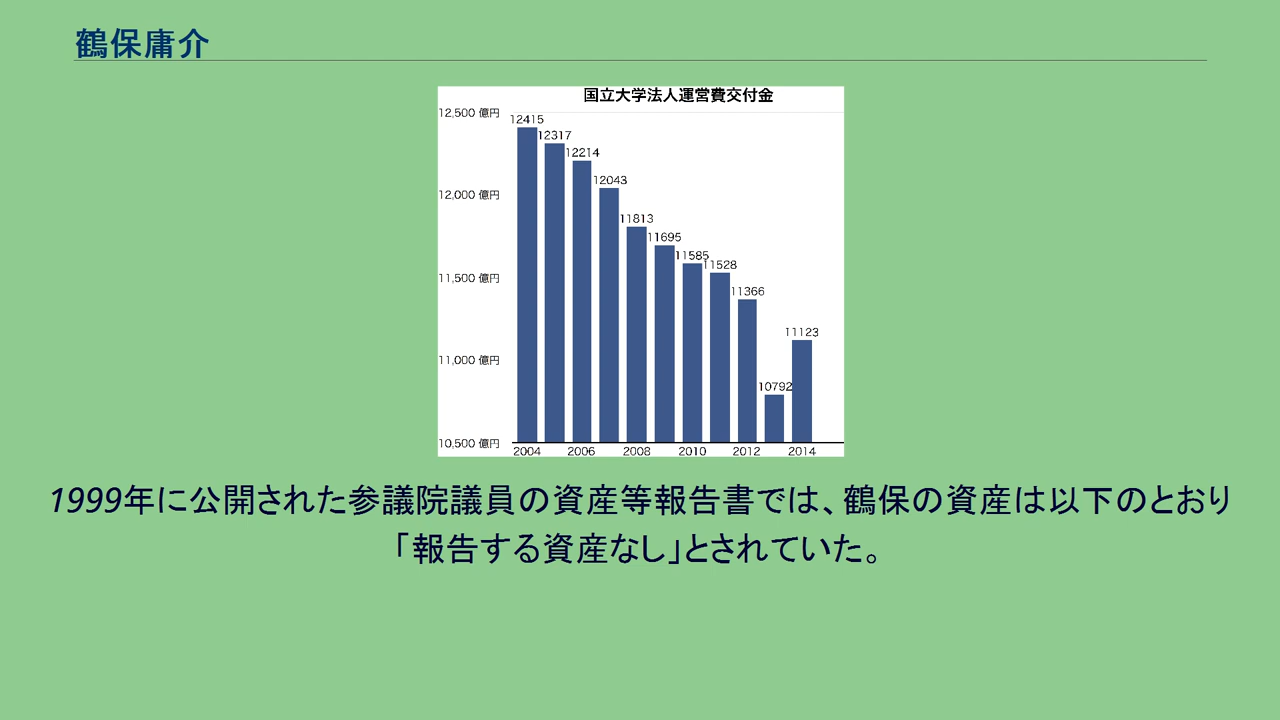 鶴保庸介
国立大学法人運営費交付金
12,500 億円
12,000 億円
11,500 億円
11,000 億円
10,500 億円
12415
12317
12214
12043
11813
11695
11585
11528
11366
10792
11123
2004 2006 2008 2010 2012 2014
1999年に公開された参議院議員の資産等報告書では、鶴保の資産は以下のとおり
「報告する資産なし」とされていた。